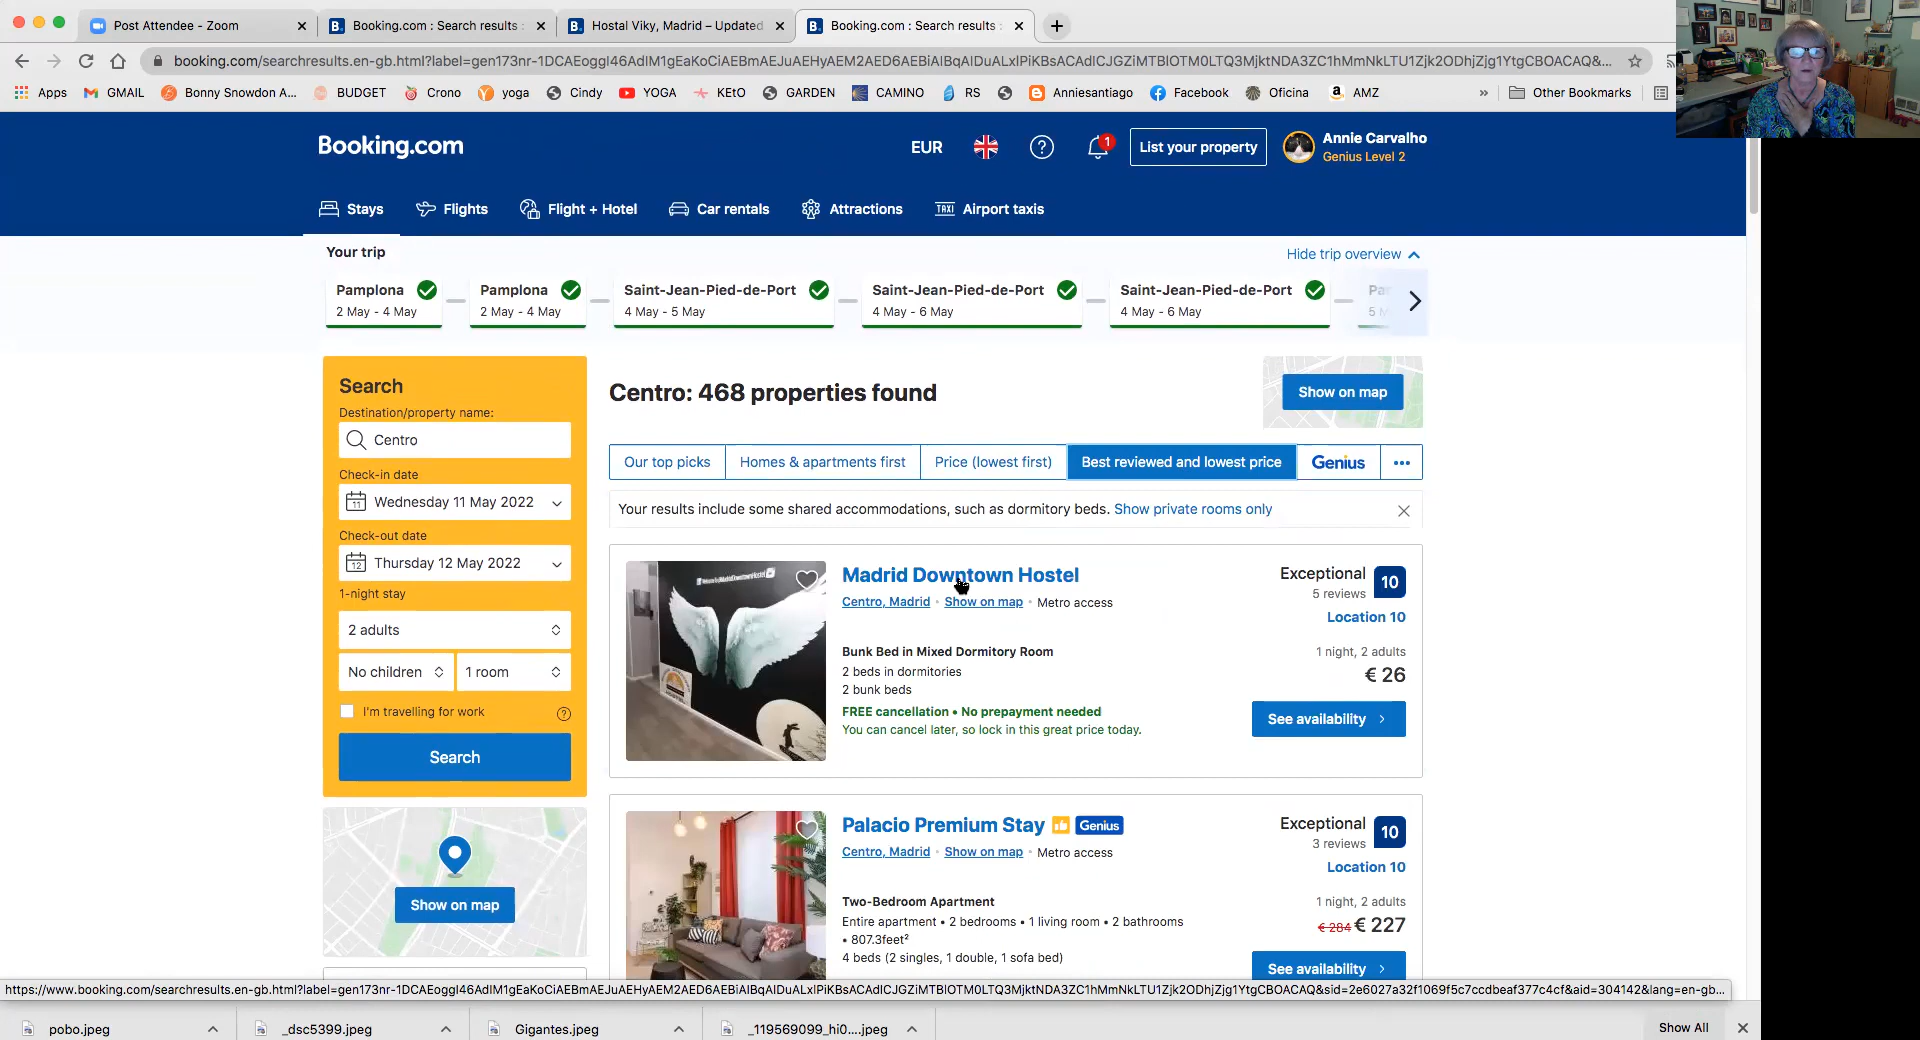 Post Attendee - Zoom
Booking.com : Search results :
Hostal Viky, Madrid – Updated
Booking.com : Search results :
booking.com/searchresults.en-gb.html?label=
Apps GMAIL Bonny Snowdon A... BUDGET Crono yoga Cindy YOGA KEtO GARDEN CAMINO RS Anniesantiago Facebook Oficina AMZ » Other Bookmarks
Booking.com
EUR
1
List your property
Annie Carvalho
Genius Level 2
Stays Flights Flight + Hotel Car rentals Attractions Airport taxis
Your trip
Hide trip overview
Pamplona
2 May - 4 May
Pamplona
2 May - 4 May
Saint-Jean-Pied-de-Port
4 May - 5 May
Saint-Jean-Pied-de-Port
4 May - 6 May
Saint-Jean-Pied-de-Port
4 May - 6 May
Search
Destination/property name:
Centro
Check-in date
Wednesday 11 May 2022
Check-out date
Thursday 12 May 2022
1-night stay
2 adults
No children
1 room
I'm travelling for work
Search
Show on map
Centro: 468 properties found
Show on map
Our top picks
Homes & apartments first
Price (lowest first)
Best reviewed and lowest price
Genius
Your results include some shared accommodations, such as dormitory beds. Show private rooms only
Madrid Downtown Hostel
Centro, Madrid · Show on map · Metro access
Bunk Bed in Mixed Dormitory Room
2 beds in dormitories
2 bunk beds
FREE cancellation • No prepayment needed
You can cancel later, so lock in this great price today.
Exceptional 10
5 reviews
Location 10
1 night, 2 adults
€ 26
See availability
Palacio Premium Stay Genius
Centro, Madrid · Show on map · Metro access
Two-Bedroom Apartment
Entire apartment • 2 bedrooms • 1 living room • 2 bathrooms
• 807.3feet²
4 beds (2 singles, 1 double, 1 sofa bed)
Exceptional 10
3 reviews
Location 10
1 night, 2 adults
€ 284 € 227
See availability
https://www.booking.com/searchresults.en-gb.html?label=
pobo.jpeg
_dsc5399.jpeg
Gigantes.jpeg
_119569099_hi0....jpeg
Show All